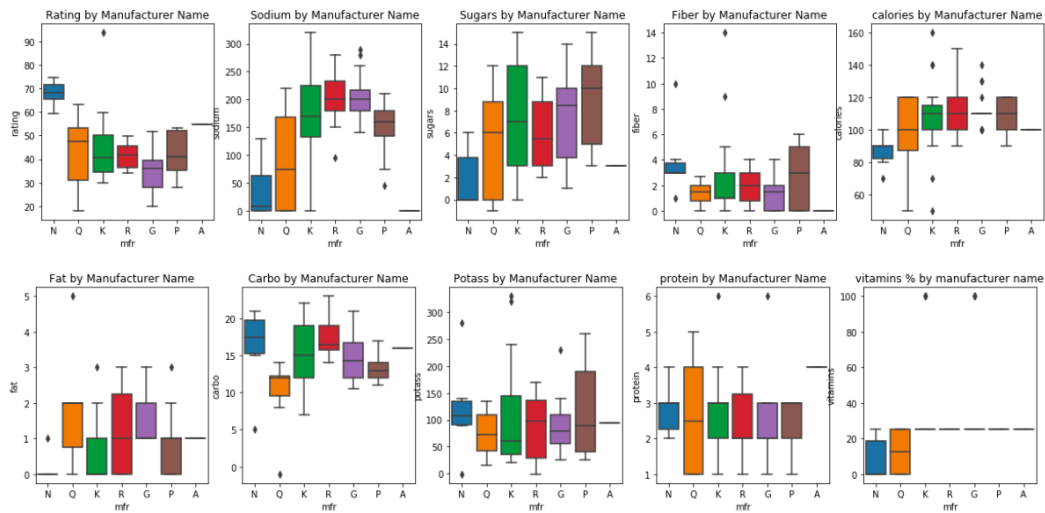 Rating by Manufacturer Name
rating
90
80
70
60
50
40
30
20
N Q K R G P A
mfr
Sodium by Manufacturer Name
sodium
300
250
200
150
100
50
0
N Q K R G P A
mfr
Sugars by Manufacturer Name
sugars
14
12
10
8
6
4
2
0
N Q K R G P A
mfr
Fiber by Manufacturer Name
fiber
14
12
10
8
6
4
2
0
N Q K R G P A
mfr
calories by Manufacturer Name
calories
160
140
120
100
80
60
N Q K R G P A
mfr
Fat by Manufacturer Name
fat
5
4
3
2
1
0
N Q K R G P A
mfr
Carbo by Manufacturer Name
carbo
20
15
10
5
0
N Q K R G P A
mfr
Potass by Manufacturer Name
potass
300
250
200
150
100
50
0
N Q K R G P A
mfr
protein by Manufacturer Name
protein
6
5
4
3
2
1
N Q K R G P A
mfr
vitamins % by manufacturer name
vitamins
100
80
60
40
20
0
N Q K R G P A
mfr